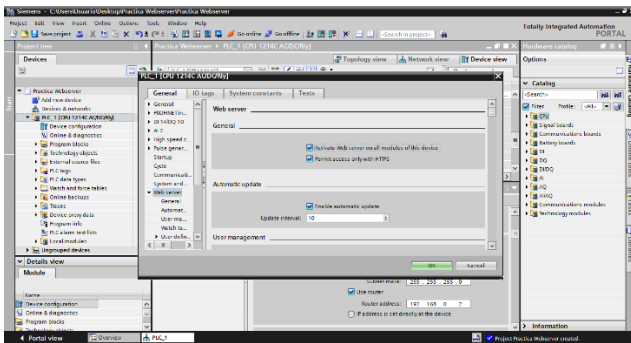 Siemens - C:\Users\Usuario\Desktop\Practica Webserver\Practica Webserver
Project Edit View Insert Online Options Tools Window Help
Totally Integrated Automation
PORTAL
Save project
Go online
Go offline
<Search in project>
Project tree
Practica Webserver > PLC_1 [CPU 1214C AC/DC/Rly]
Hardware catalog
Devices
Topology view
Network view
Device view
Options
PLC_1 [CPU 1214C AC/DC/Rly]
General
IO tags
System constants
Texts
Catalog
<Search>
Filter
Profile:
<All>
Practica Webserver
Add new device
Devices & networks
PLC_1 [CPU 1214C AC/DC/Rly]
Device configuration
Online & diagnostics
Program blocks
Technology objects
External source files
PLC tags
PLC data types
Watch and force tables
Online backups
Traces
Device proxy data
Program info
PLC alarm text lists
Local modules
Ungrouped devices
General
PROFINET in...
DI 14/DQ 10
AI 2
High speed c...
Pulse gener...
Startup
Cycle
Communicati...
System and...
Web server
General
Automat...
User ma...
Watch ta...
User-defin...
Web server
General
Activate Web server on all modules of this device
Permit access only with HTTPS
Automatic update
Enable automatic update
Update interval: 10 s
User management
OK
Cancel
CPU
Signal boards
Communications boards
Battery boards
DI
DQ
DI/DQ
AI
AQ
AI/AQ
Communications modules
Technology modules
Details view
Module
Name
Device configuration
Online & diagnostics
Program blocks
Technology objects
Subnet mask: 255 . 255 . 255 . 0
Use router
Router address: 192 . 168 . 0 . 2
IP address is set directly at the device
Information
Portal view
Overview
PLC_1
Project Practica Webserver created.